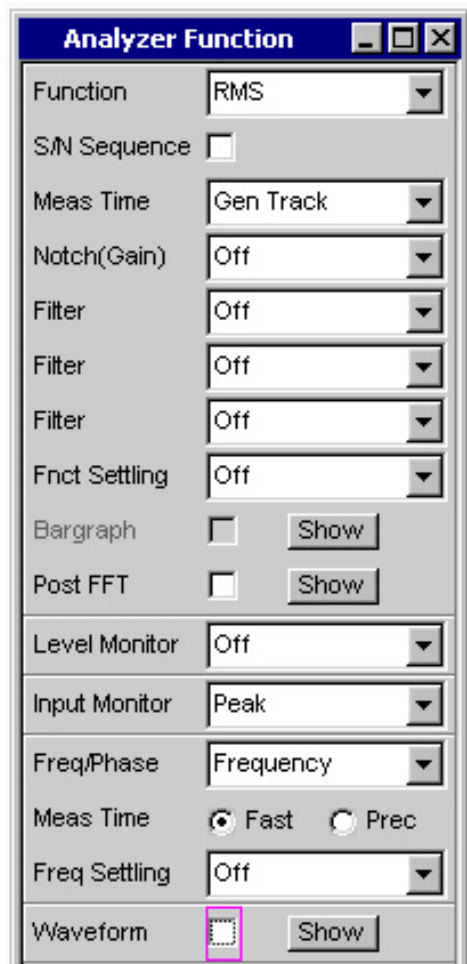 Analyzer Function
Function RMS
S/N Sequence
Meas Time Gen Track
Notch(Gain) Off
Filter Off
Filter Off
Filter Off
Fnct Settling Off
Bargraph Show
Post FFT Show
Level Monitor Off
Input Monitor Peak
Freq/Phase Frequency
Meas Time Fast Prec
Freq Settling Off
Waveform Show